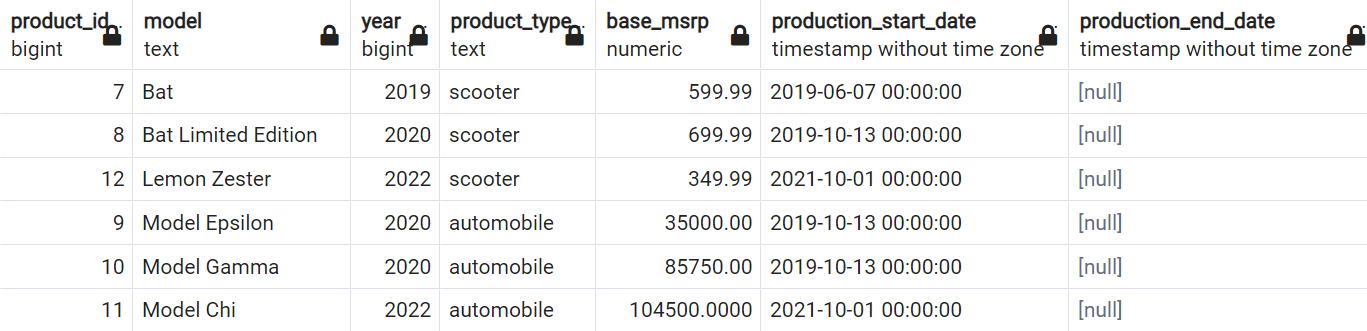 product_id model year product_type base_msrp production_start_date production_end_date
bigint text bigint text numeric timestamp without time zone timestamp without time zone
7 Bat 2019 scooter 599.99 2019-06-07 00:00:00 [null]
8 Bat Limited Edition 2020 scooter 699.99 2019-10-13 00:00:00 [null]
12 Lemon Zester 2022 scooter 349.99 2021-10-01 00:00:00 [null]
9 Model Epsilon 2020 automobile 35000.00 2019-10-13 00:00:00 [null]
10 Model Gamma 2020 automobile 85750.00 2019-10-13 00:00:00 [null]
11 Model Chi 2022 automobile 104500.0000 2021-10-01 00:00:00 [null]